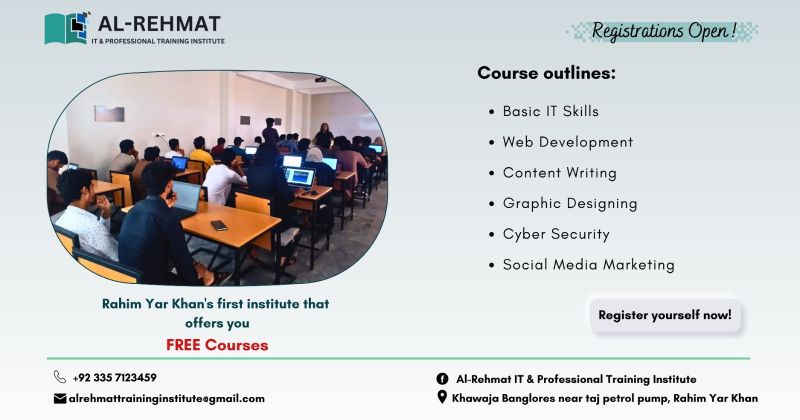 AL-REHMAT
IT & PROFESSIONAL TRAINING INSTITUTE
Registrations Open!
Course outlines:
• Basic IT Skills
• Web Development
• Content Writing
• Graphic Designing
• Cyber Security
• Social Media Marketing
Rahim Yar Khan's first institute that
offers you
FREE Courses
Register yourself now!
+92 335 7123459
alrehmattraininginstitute@gmail.com
Al-Rehmat IT & Professional Training Institute
Khawaja Banglores near taj petrol pump, Rahim Yar Khan